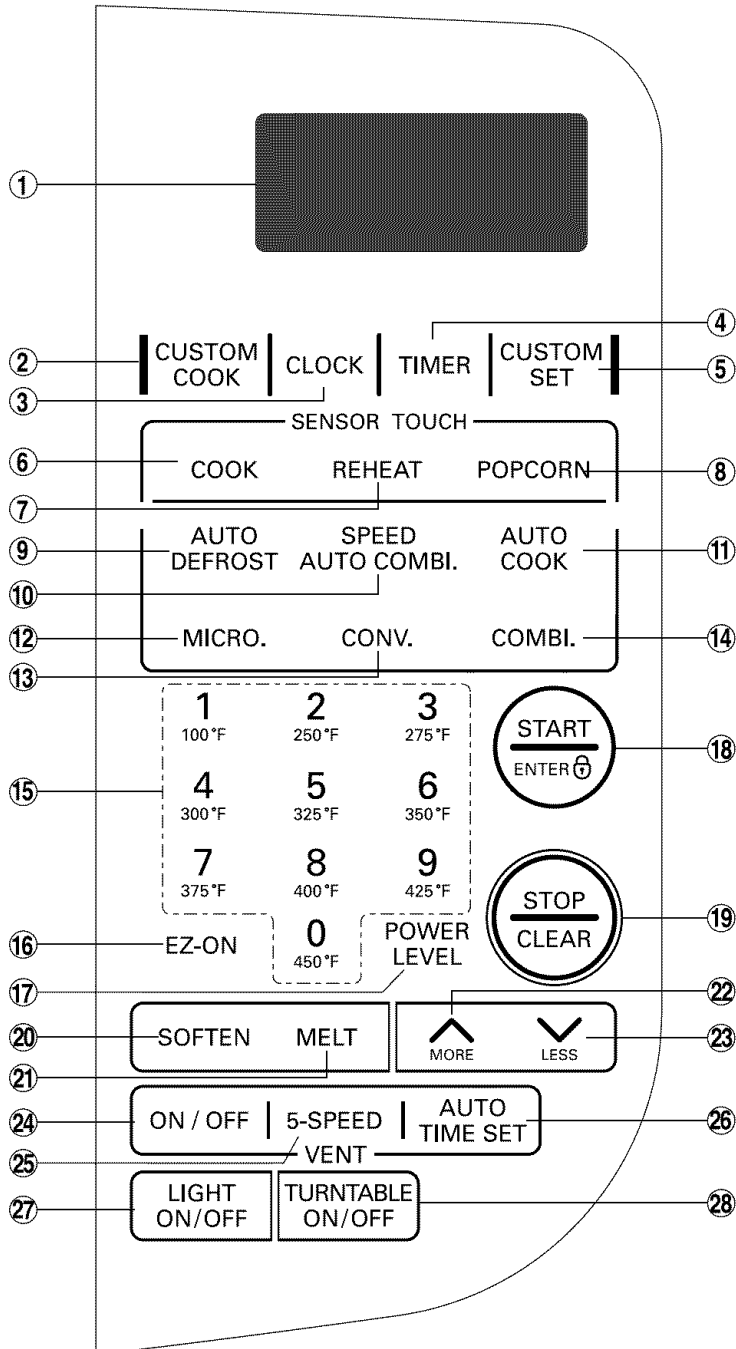 1
4
2
CUSTOM
COOK
CLOCK
TIMER
CUSTOM
SET
5
3
SENSOR TOUCH
6
COOK
REHEAT
POPCORN
8
7
9
AUTO
DEFROST
SPEED
AUTO COMBI.
AUTO
COOK
11
10
12
MICRO.
CONV.
COMBI.
14
13
1
100°F
2
250°F
3
275°F
START
ENTER
18
15
4
300°F
5
325°F
6
350°F
7
375°F
8
400°F
9
425°F
STOP
CLEAR
19
16
EZ-ON
0
450°F
POWER
LEVEL
17
22
20
SOFTEN
MELT
MORE
LESS
23
21
24
ON / OFF
5-SPEED
AUTO
TIME SET
26
25
VENT
27
LIGHT
ON/OFF
TURNTABLE
ON/OFF
28